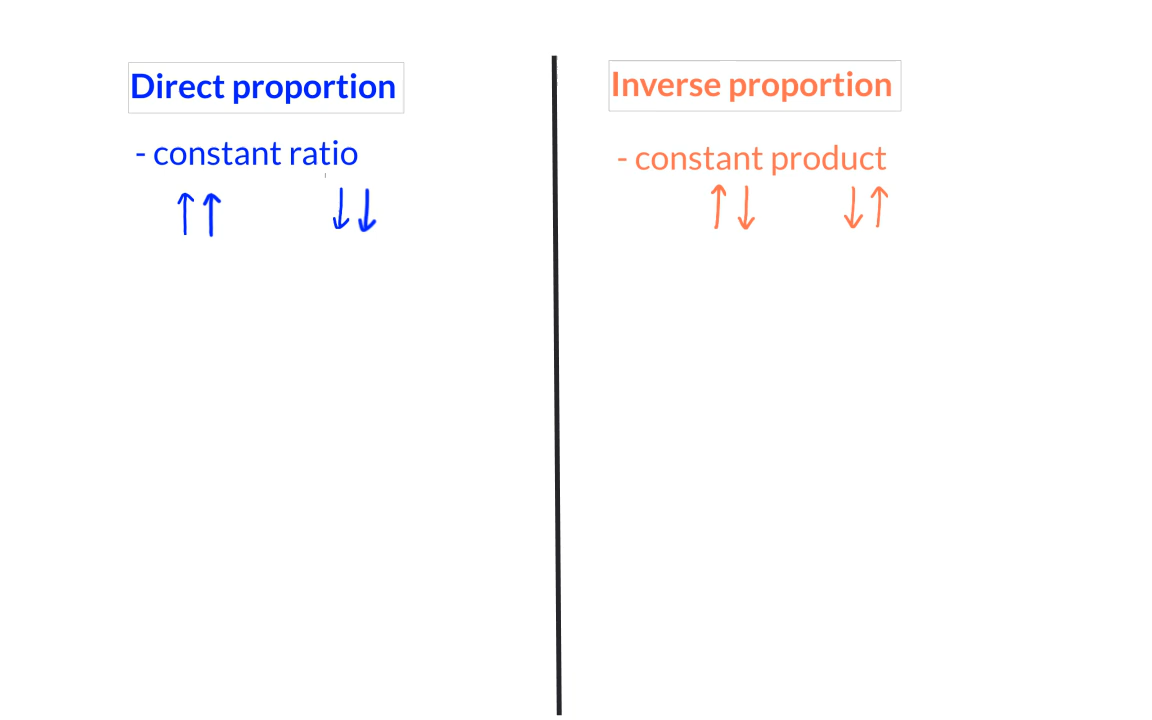 Direct proportion
- constant ratio
↑↑ ↓↓
Inverse proportion
- constant product
↑↓ ↓↑